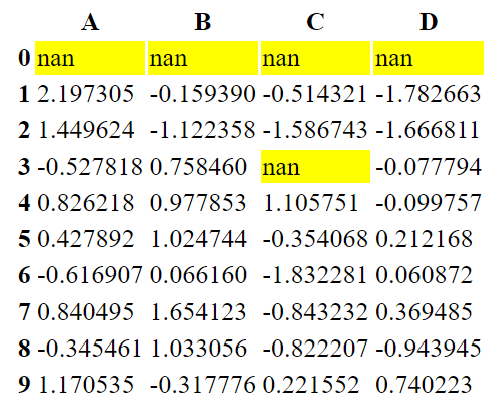 A B C D
0 nan nan nan nan
1 2.197305 -0.159390 -0.514321 -1.782663
2 1.449624 -1.122358 -1.586743 -1.666811
3 -0.527818 0.758460 nan -0.077794
4 0.826218 0.977853 1.105751 -0.099757
5 0.427892 1.024744 -0.354068 0.212168
6 -0.616907 0.066160 -1.832281 0.060872
7 0.840495 1.654123 -0.843232 0.369485
8 -0.345461 1.033056 -0.822207 -0.943945
9 1.170535 -0.317776 0.221552 0.740223